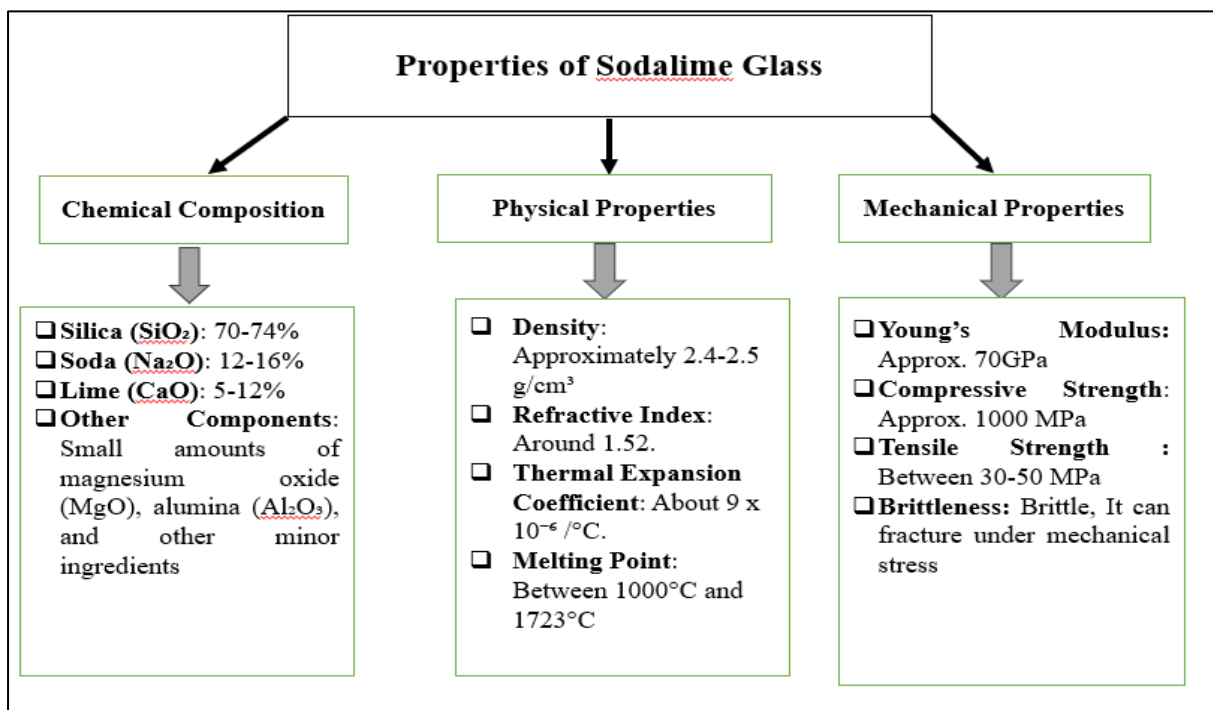 Properties of Sodalime Glass
Chemical Composition
Physical Properties
Mechanical Properties
❑Silica (SiO₂): 70-74%
❑Soda (Na₂O): 12-16%
❑Lime (CaO): 5-12%
❑Other Components:
Small amounts of
magnesium oxide
(MgO), alumina (Al₂O₃),
and other minor
ingredients
❑ Density:
Approximately 2.4-2.5
g/cm³
❑ Refractive Index:
Around 1.52.
❑ Thermal Expansion
Coefficient: About 9 x
10⁻⁶ /°C.
❑ Melting Point:
Between 1000°C and
1723°C
❑Young’s Modulus:
Approx. 70GPa
❑Compressive Strength:
Approx. 1000 MPa
❑Tensile Strength :
Between 30-50 MPa
❑Brittleness: Brittle, It can
fracture under mechanical
stress